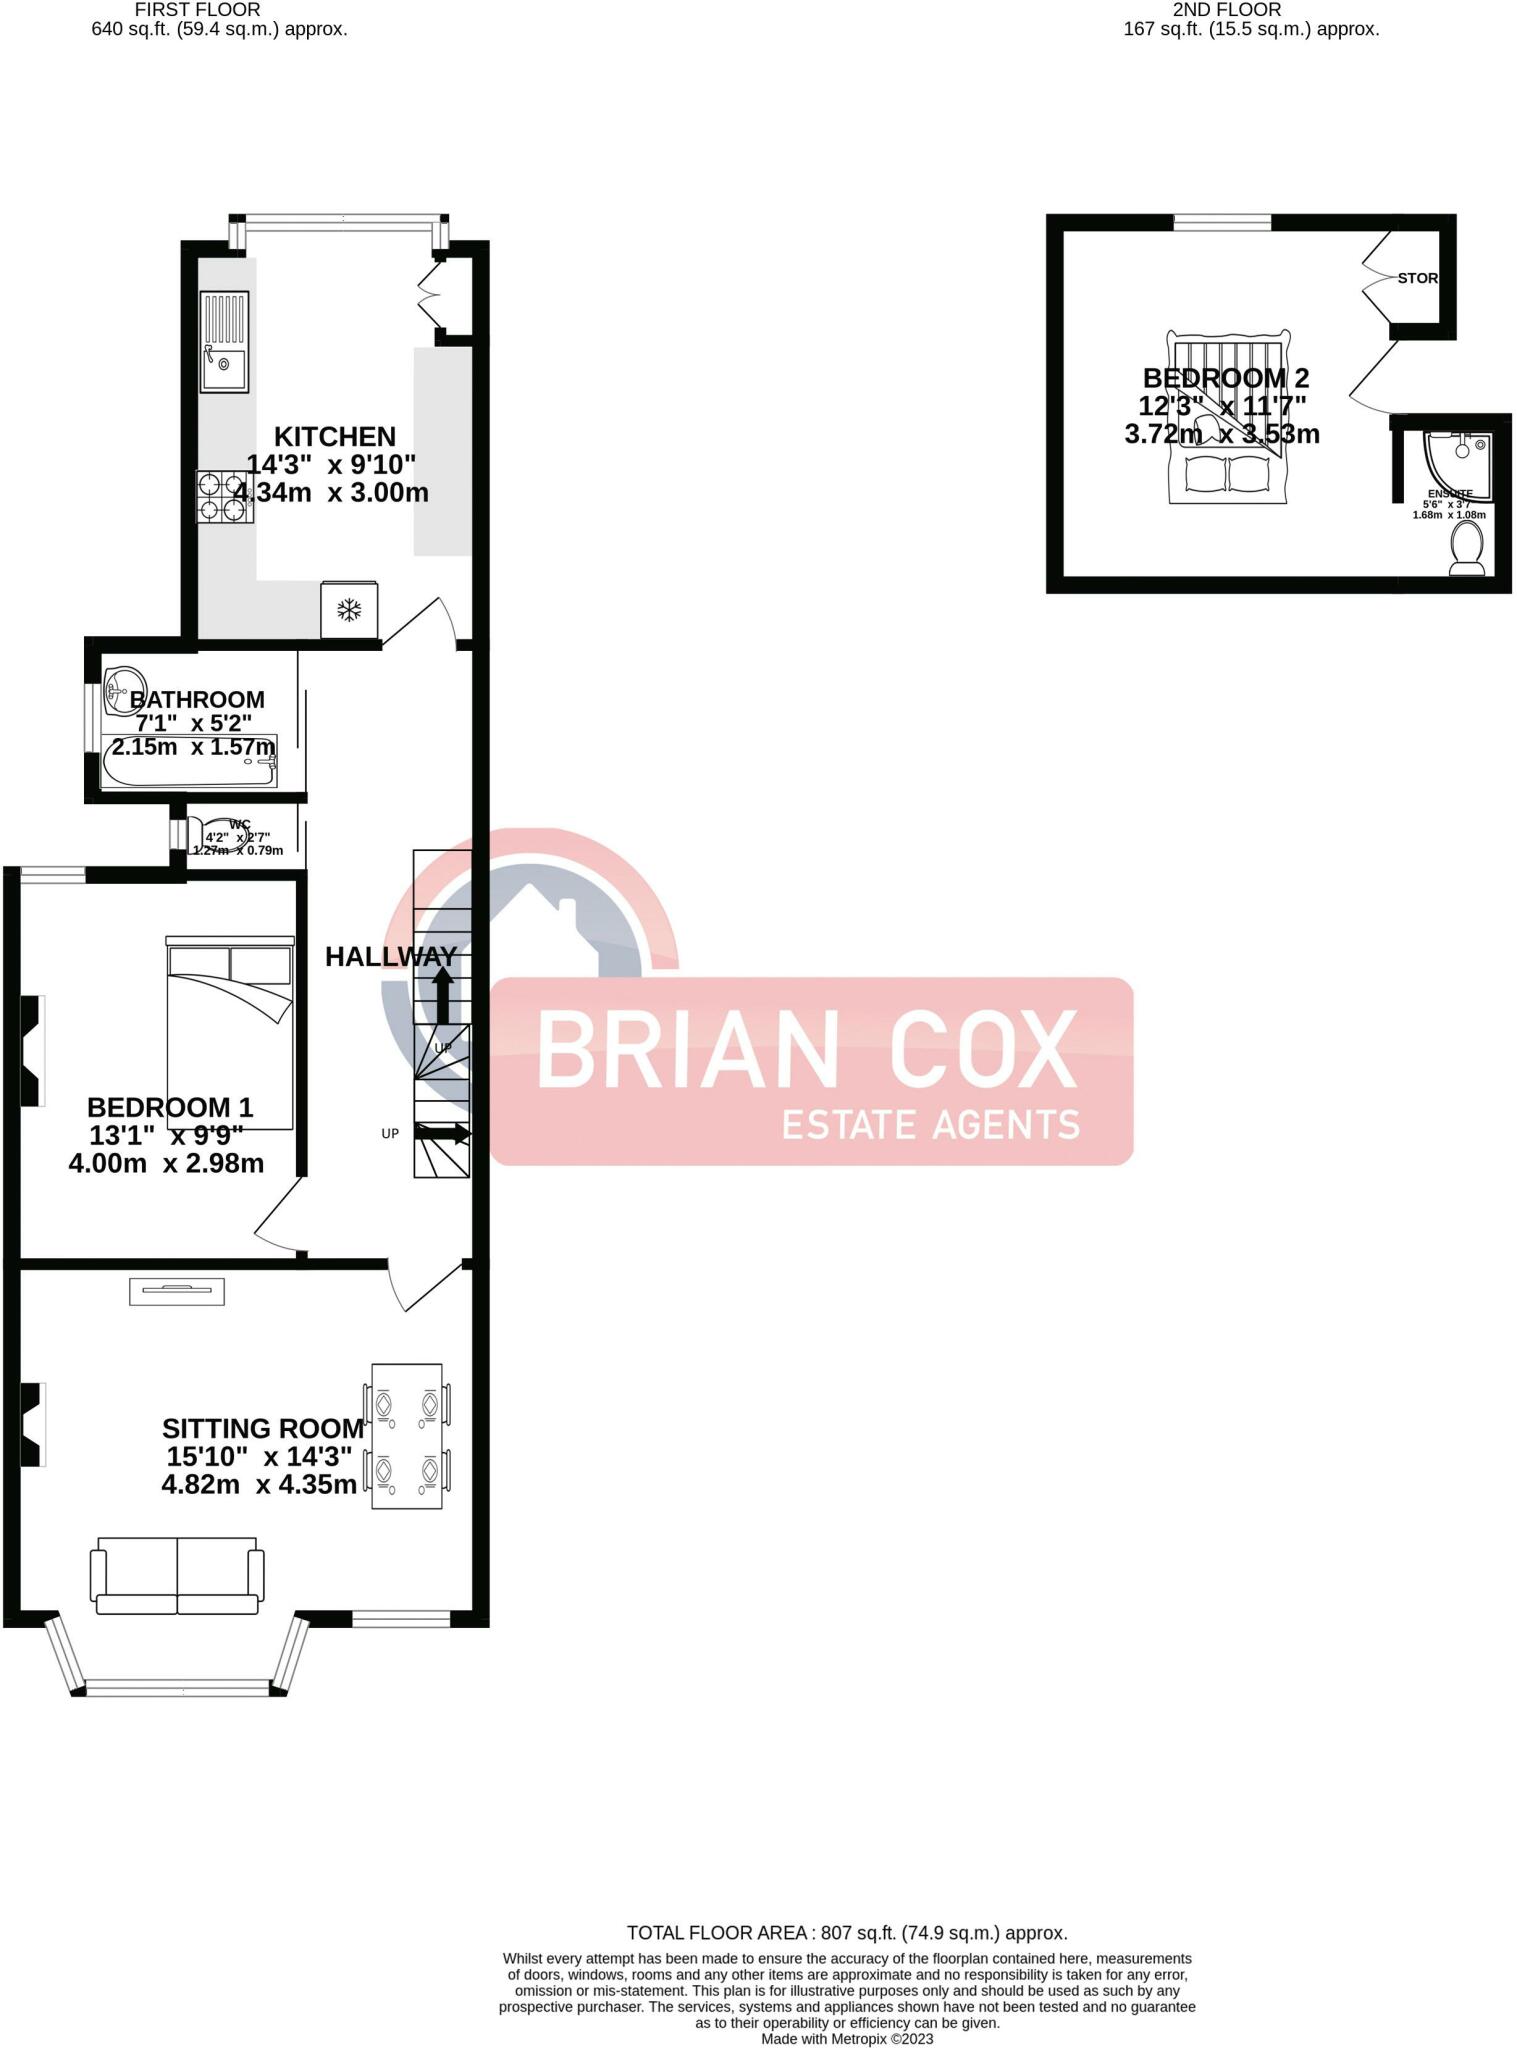 FIRST FLOOR
640 sq.ft. (59.4 sq.m.) approx.
2ND FLOOR
167 sq.ft. (15.5 sq.m.) approx.
STOR
BEDROOM 2
12'3" x 11'7"
3.72m x 3.53m
KITCHEN
14'3" x 9'10"
4.34m x 3.00m
ENSUITE
5'6" x 3'7"
1.68m x 1.08m
BATHROOM
7'1" x 5'2"
2.15m x 1.57m
WC
4'2" x 2'7"
1.27m x 0.79m
HALLWAY
UP
UP
BRIAN COX
ESTATE AGENTS
BEDROOM 1
13'1" x 9'9"
4.00m x 2.98m
SITTING ROOM
15'10" x 14'3"
4.82m x 4.35m
TOTAL FLOOR AREA : 807 sq.ft. (74.9 sq.m.) approx.
Whilst every attempt has been made to ensure the accuracy of the floorplan contained here, measurements
of doors, windows, rooms and any other items are approximate and no responsibility is taken for any error,
omission or mis-statement. This plan is for illustrative purposes only and should be used as such by any
prospective purchaser. The services, systems and appliances shown have not been tested and no guarantee
as to their operability or efficiency can be given.
Made with Metropix ©2023